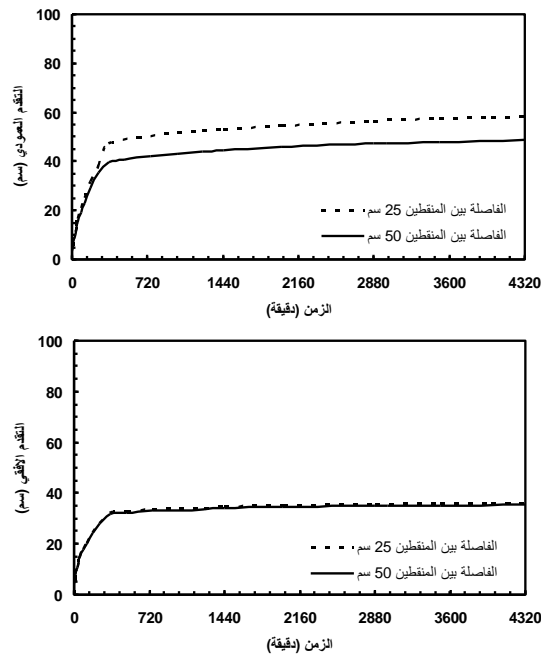 100
80
60
40
20
0
التقدم العمودي (سم)
الفاصلة بين المنقطين 25 سم
الفاصلة بين المنقطين 50 سم
0 720 1440 2160 2880 3600 4320
الزمن (دقيقة)
100
80
60
40
20
0
التقدم الافقي (سم)
الفاصلة بين المنقطين 25 سم
الفاصلة بين المنقطين 50 سم
0 720 1440 2160 2880 3600 4320
الزمن (دقيقة)